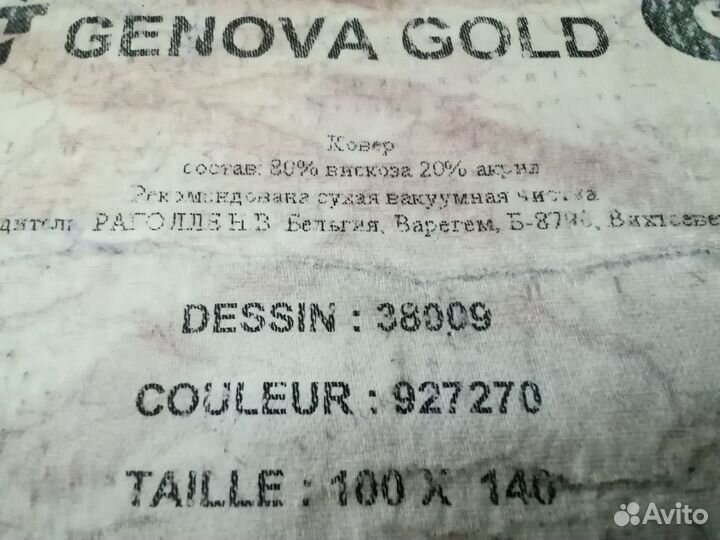 GENOVA GOLD
Ковер
состав: 80% вискоза 20% акрил
Рекомендована сухая вакуумная чистка
дитель: РАГОЛЛЕ Н.В. Бельгия, Варегем, Б-8790,
DESSIN : 38009
COULEUR : 927270
TAILLE : 100 X 140
Avito